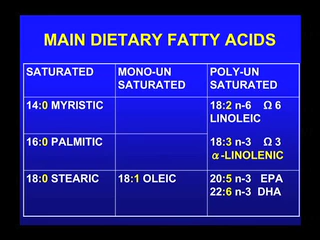 MAIN DIETARY FATTY ACIDS
SATURATED
MONO-UN
SATURATED
POLY-UN
SATURATED
14:0 MYRISTIC
18:2 n-6 Ω 6
LINOLEIC
16:0 PALMITIC
18:3 n-3 Ω 3
α-LINOLENIC
18:0 STEARIC
18:1 OLEIC
20:5 n-3 EPA
22:6 n-3 DHA